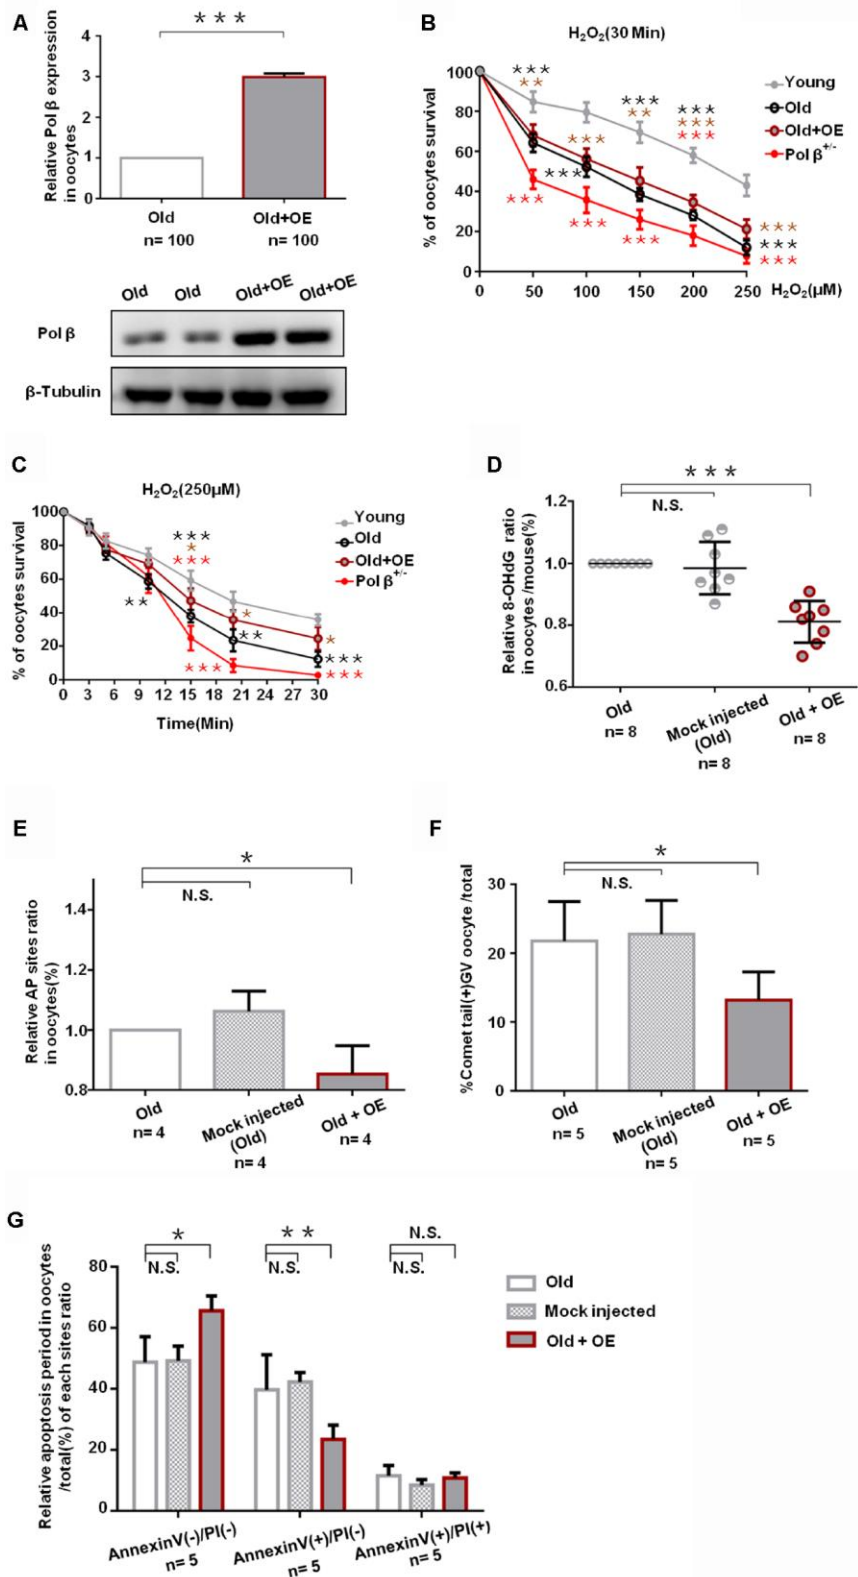 A
Relative Pol β expression
in oocytes
4
3
2
1
0
***
Old
n= 100
Old+OE
n= 100
Old
Old
Old+OE
Old+OE
Pol β
β-Tubulin
B
H₂O₂(30 Min)
% of oocytes survival
100
80
60
40
20
0
***
**
***
**
***
***
***
***
***
***
***
***
***
***
***
Young
Old
Old+OE
Pol β+/-
0
50
100
150
200
250
H₂O₂(μM)
C
H₂O₂(250μM)
% of oocytes survival
100
80
60
40
20
0
***
*
***
**
***
*
**
*
***
***
Young
Old
Old+OE
Pol β+/-
0
3
6
9
12
15
18
21
24
27
30
Time(Min)
D
Relative 8-OHdG ratio
in oocytes /mouse(%)
1.2
1.0
0.8
0.6
***
N.S.
Old
n= 8
Mock injected
(Old)
n= 8
Old + OE
n= 8
E
Relative AP sites ratio
in oocytes(%)
1.4
1.2
1.0
0.8
*
N.S.
Old
n= 4
Mock injected
(Old)
n= 4
Old + OE
n= 4
F
%Comet tail(+)GV oocyte /total
30
20
10
0
*
N.S.
Old
n= 5
Mock injected
(Old)
n= 5
Old + OE
n= 5
G
Relative apoptosis period in oocytes
/total(%) of each sites ratio
80
60
40
20
0
*
N.S.
**
N.S.
N.S.
N.S.
Old
Mock injected
Old + OE
AnnexinV(-)/PI(-)
n= 5
AnnexinV(+)/PI(-)
n= 5
AnnexinV(+)/PI(+)
n= 5